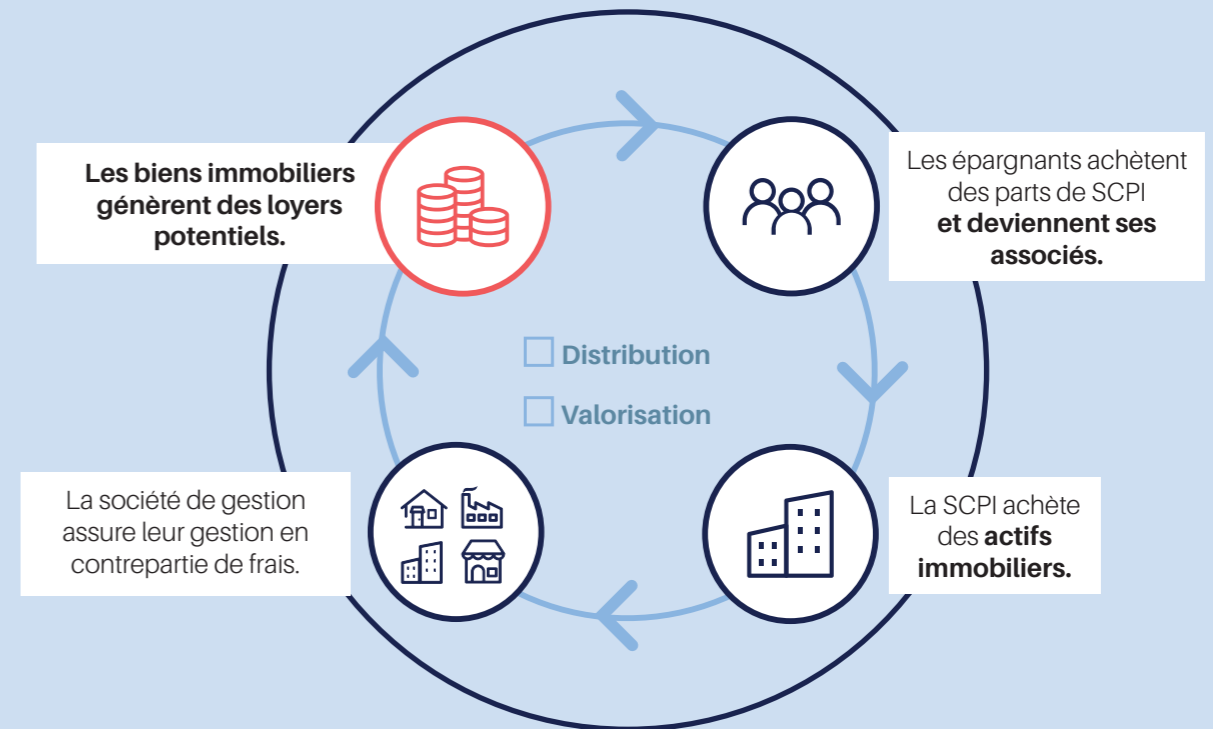 Les biens immobiliers
génèrent des loyers
potentiels.
Les épargnants achètent
des parts de SCPI
et deviennent ses
associés.
Distribution
Valorisation
La société de gestion
assure leur gestion en
contrepartie de frais.
La SCPI achète
des actifs
immobiliers.